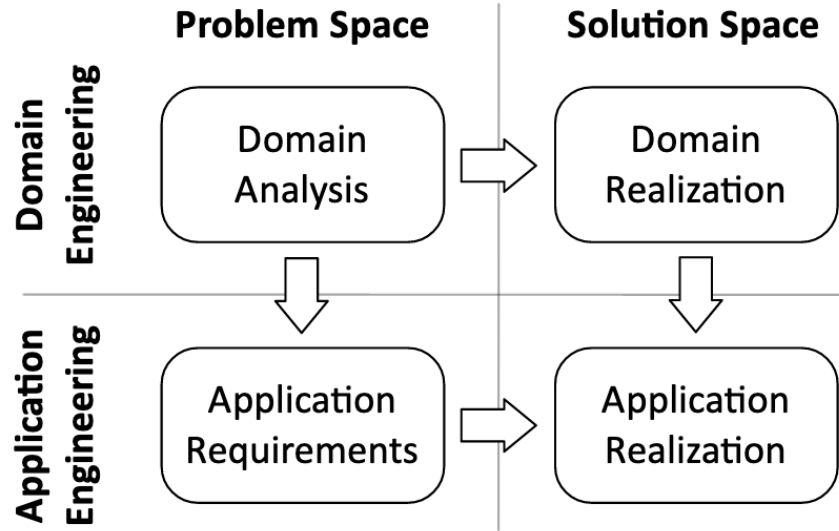 Problem Space
Solution Space
Domain
Engineering
Domain
Analysis
Domain
Realization
Application
Engineering
Application
Requirements
Application
Realization